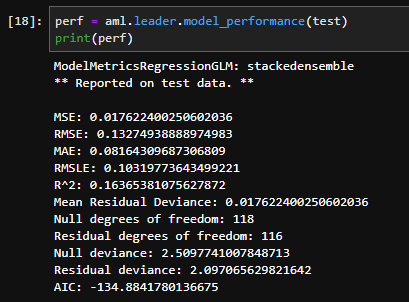 [18]: perf = aml.leader.model_performance(test)
print(perf)
ModelMetricsRegressionGLM: stackedensemble
** Reported on test data. **
MSE: 0.017622400250602036
RMSE: 0.13274938888974983
MAE: 0.08164309687306809
RMSLE: 0.10319773643499221
R^2: 0.16365381075627872
Mean Residual Deviance: 0.017622400250602036
Null degrees of freedom: 118
Residual degrees of freedom: 116
Null deviance: 2.5097741007848713
Residual deviance: 2.097065629821642
AIC: -134.8841780136675